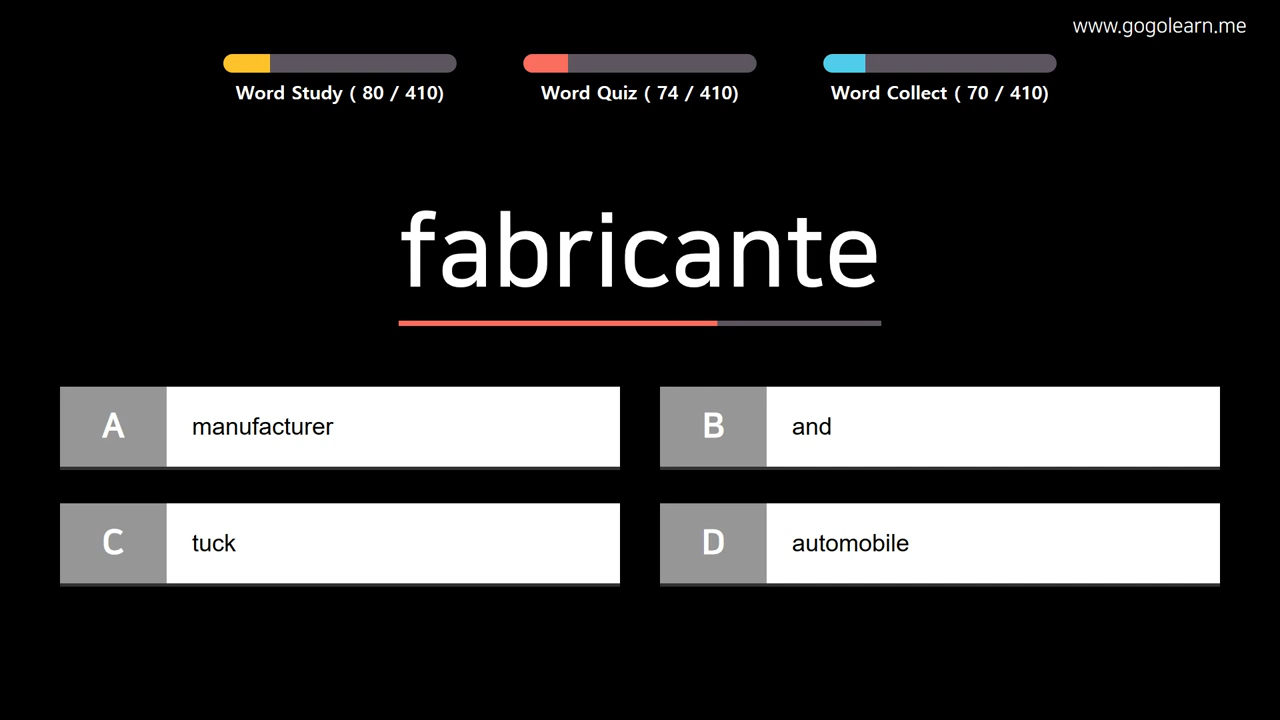 www.gogolearn.me
Word Study ( 80 / 410)
Word Quiz ( 74 / 410)
Word Collect ( 70 / 410)
fabricante
A manufacturer
B and
C tuck
D automobile